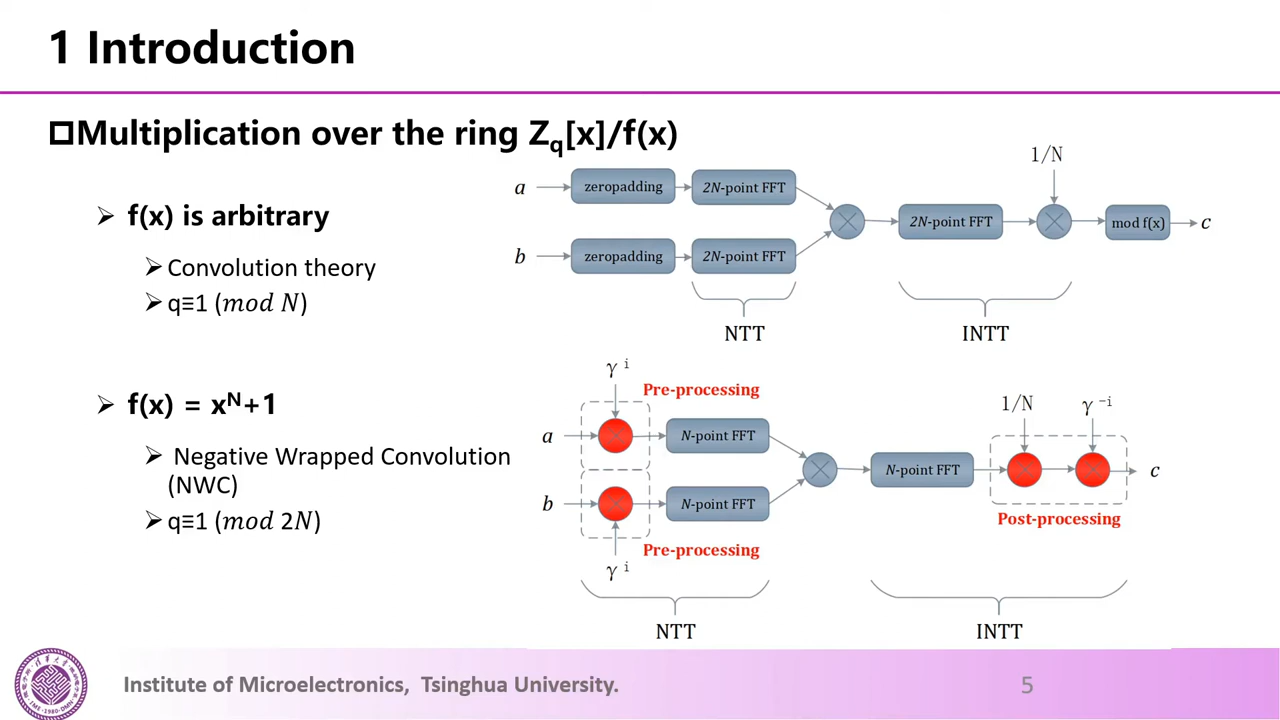 1 Introduction
Multiplication over the ring Zq[x]/f(x)
f(x) is arbitrary
Convolution theory
q≡1 (mod N)
a
zeropadding
2N-point FFT
b
zeropadding
2N-point FFT
2N-point FFT
1/N
mod f(x)
c
NTT
INTT
f(x) = xᴺ+1
Negative Wrapped Convolution
(NWC)
q≡1 (mod 2N)
γ i
Pre-processing
a
N-point FFT
b
N-point FFT
Pre-processing
γ i
N-point FFT
1/N
γ -i
c
Post-processing
NTT
INTT
Institute of Microelectronics, Tsinghua University.
5